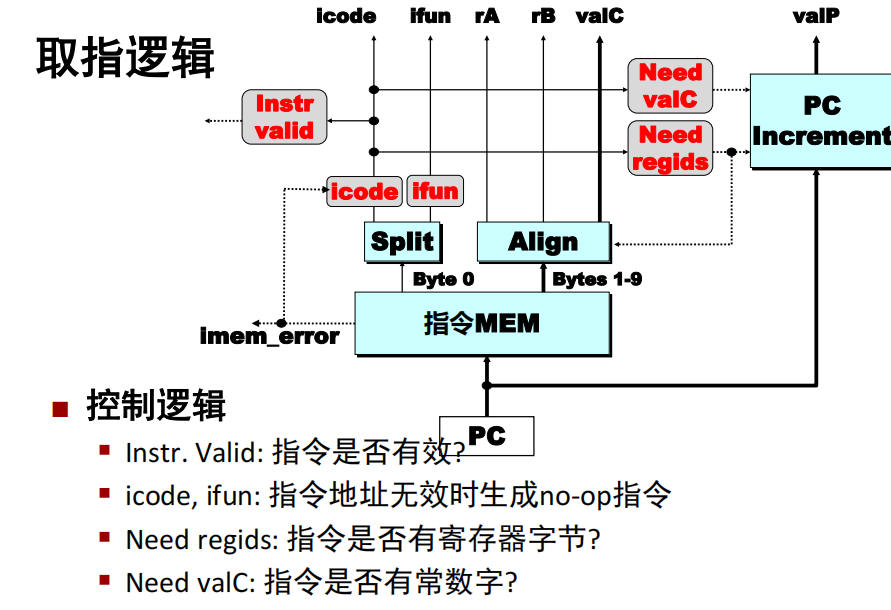 icode ifun rA rB valC valP
取指逻辑
Need
valC
Instr
valid
PC
Increment
Need
regids
icode ifun
Split Align
Byte 0 Bytes 1-9
指令MEM
imem_error
控制逻辑
PC
Instr. Valid: 指令是否有效?
icode, ifun: 指令地址无效时生成no-op指令
Need regids: 指令是否有寄存器字节?
Need valC: 指令是否有常数字?